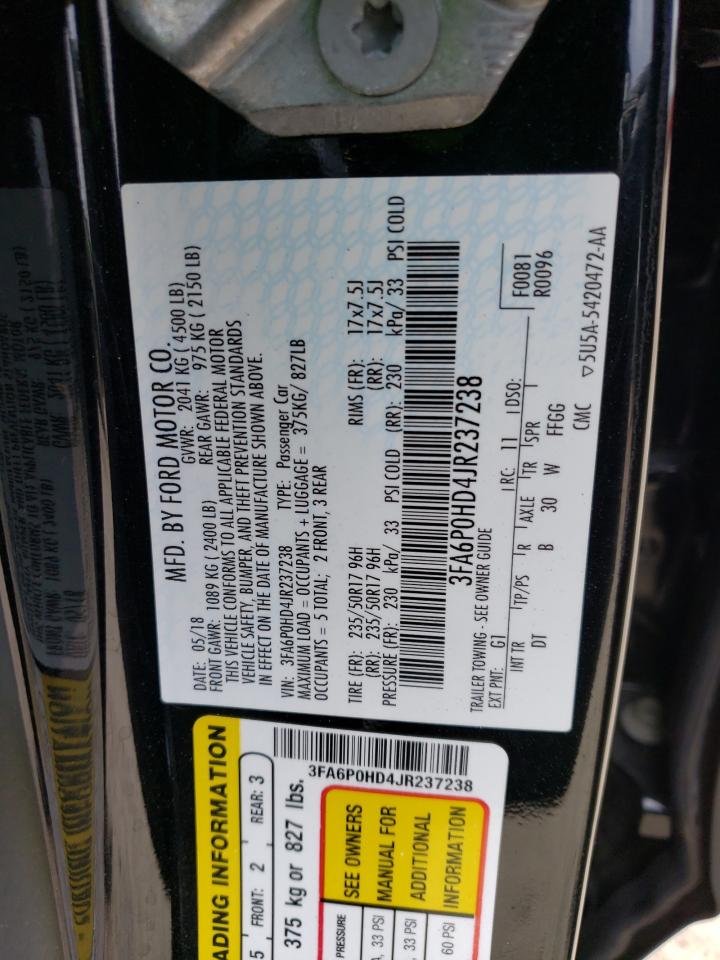 MFD. BY FORD MOTOR CO.
DATE: 05/18 GVWR: 2041 KG ( 4500 LB)
FRONT GAWR: 1089 KG ( 2400 LB) REAR GAWR: 975 KG ( 2150 LB)
THIS VEHICLE CONFORMS TO ALL APPLICABLE FEDERAL MOTOR
VEHICLE SAFETY, BUMPER, AND THEFT PREVENTION STANDARDS
IN EFFECT ON THE DATE OF MANUFACTURE SHOWN ABOVE.
VIN: 3FA6P0HD4JR237238 TYPE: Passenger Car
MAXIMUM LOAD = OCCUPANTS + LUGGAGE = 375KG/ 827LB
OCCUPANTS = 5 TOTAL; 2 FRONT, 3 REAR
TIRE (FR): 235/50R17 96H RIMS (FR): 17x7.5J
(RR): 235/50R17 96H (RR): 17x7.5J
PRESSURE (FR): 230 kPa/ 33 PSI COLD (RR): 230 kPa/ 33 PSI COLD
3FA6P0HD4JR237238
TRAILER TOWING - SEE OWNER GUIDE
F0081
R0096
EXT PNT: G1 RC: 11 DSO:
INT TR TP/PS R AXLE TR SPR
DT B 30 W FFGG
CMC ▽5U5A-5420472-AA
ADING INFORMATION
5 FRONT: 2 REAR: 3
375 kg or 827 lbs.
3FA6P0HD4JR237238
PRESSURE
33 PSI
33 PSI
60 PSI
SEE OWNERS
MANUAL FOR
ADDITIONAL
INFORMATION